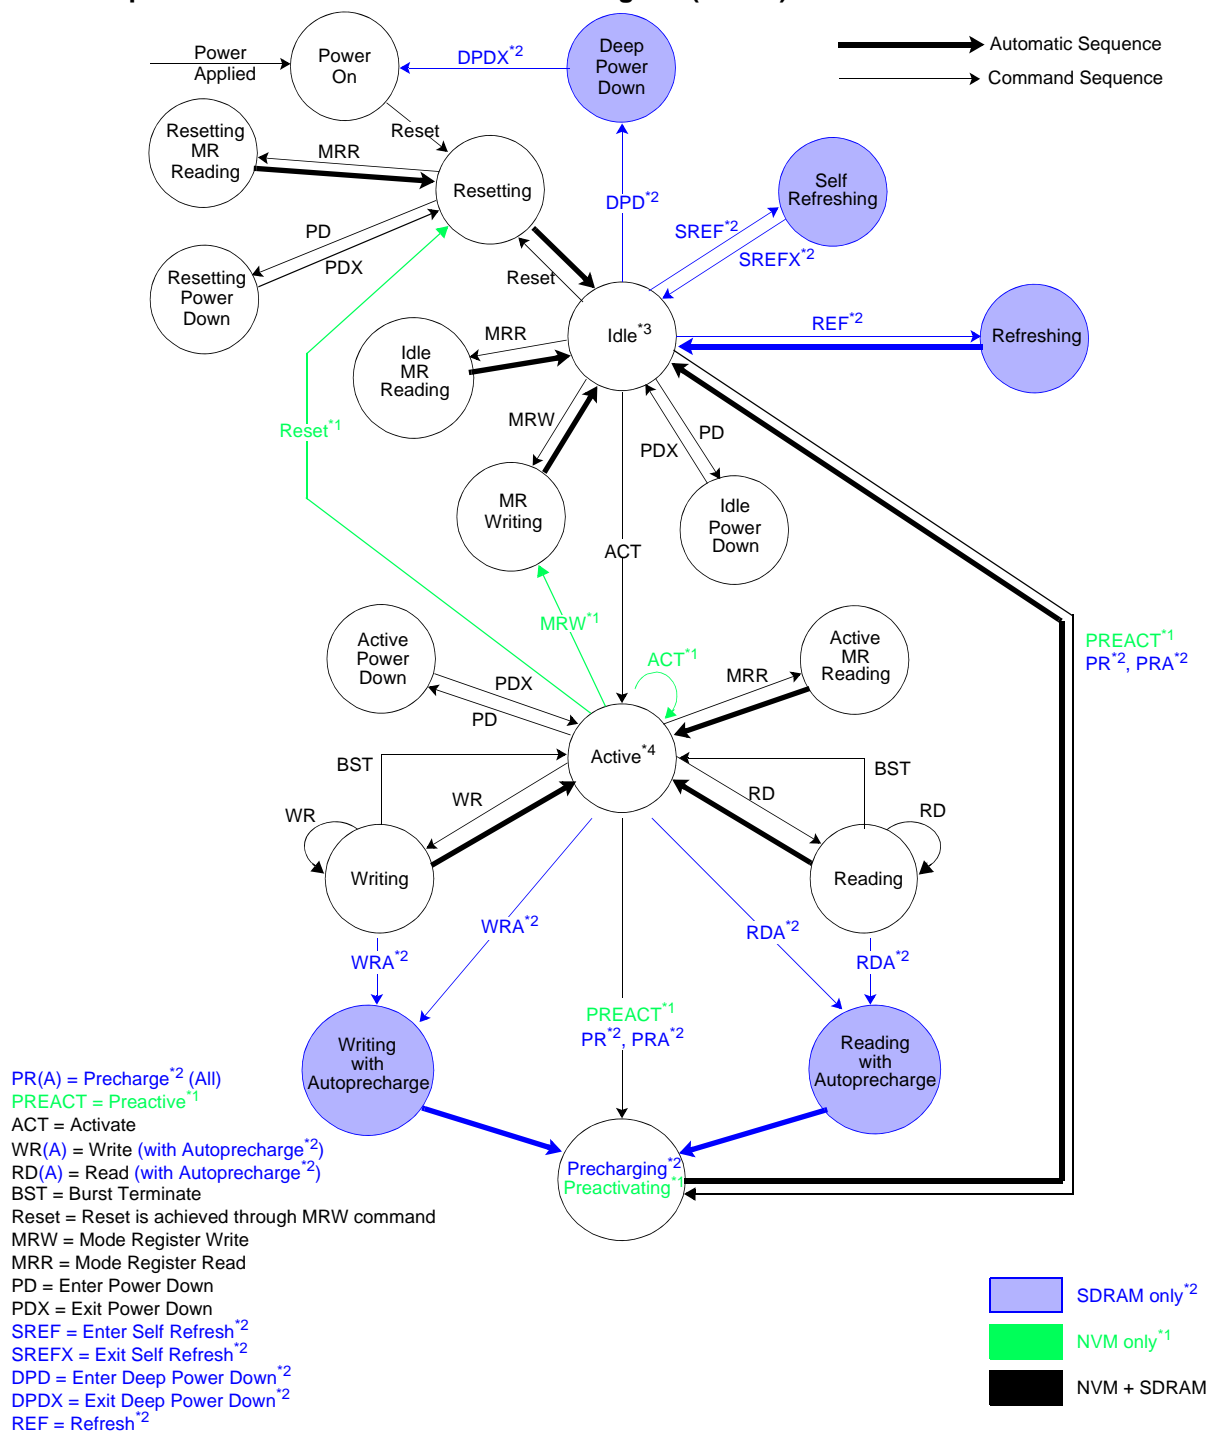 Power
Applied
Power
On
DPDX*2
Deep
Power
Down
Automatic Sequence
Command Sequence
Reset
Resetting
MR
Reading
MRR
Resetting
Self
Refreshing
DPD*2
SREF*2
SREFX*2
PD
PDX
Resetting
Power
Down
Reset
Idle*3
REF*2
Refreshing
MRR
Idle
MR
Reading
MRW
PD
PDX
Reset*1
MR
Writing
Idle
Power
Down
ACT
MRW*1
Active
Power
Down
PDX
PD
ACT*1
MRR
Active
MR
Reading
PREACT*1
PR*2, PRA*2
Active*4
BST
BST
WR
RD
WR
RD
Writing
Reading
WRA*2
RDA*2
WRA*2
RDA*2
PREACT*1
PR*2, PRA*2
Writing
with
Autoprecharge
Reading
with
Autoprecharge
Precharging*2
Preactivating*1
PR(A) = Precharge*2 (All)
PREACT = Preactive*1
ACT = Activate
WR(A) = Write (with Autoprecharge*2)
RD(A) = Read (with Autoprecharge*2)
BST = Burst Terminate
Reset = Reset is achieved through MRW command
MRW = Mode Register Write
MRR = Mode Register Read
PD = Enter Power Down
PDX = Exit Power Down
SREF = Enter Self Refresh*2
SREFX = Exit Self Refresh*2
DPD = Enter Deep Power Down*2
DPDX = Exit Deep Power Down*2
REF = Refresh*2
SDRAM only*2
NVM only*1
NVM + SDRAM